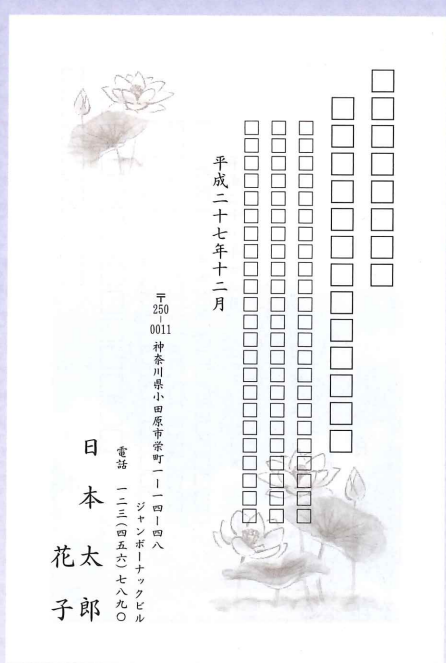 平成二十七年十二月
〒250-0011 神奈川県小田原市栄町一ー一四ー四八
ジャンボーナックビル
電話 一二三(四五六)七八九〇
日本太郎
花子